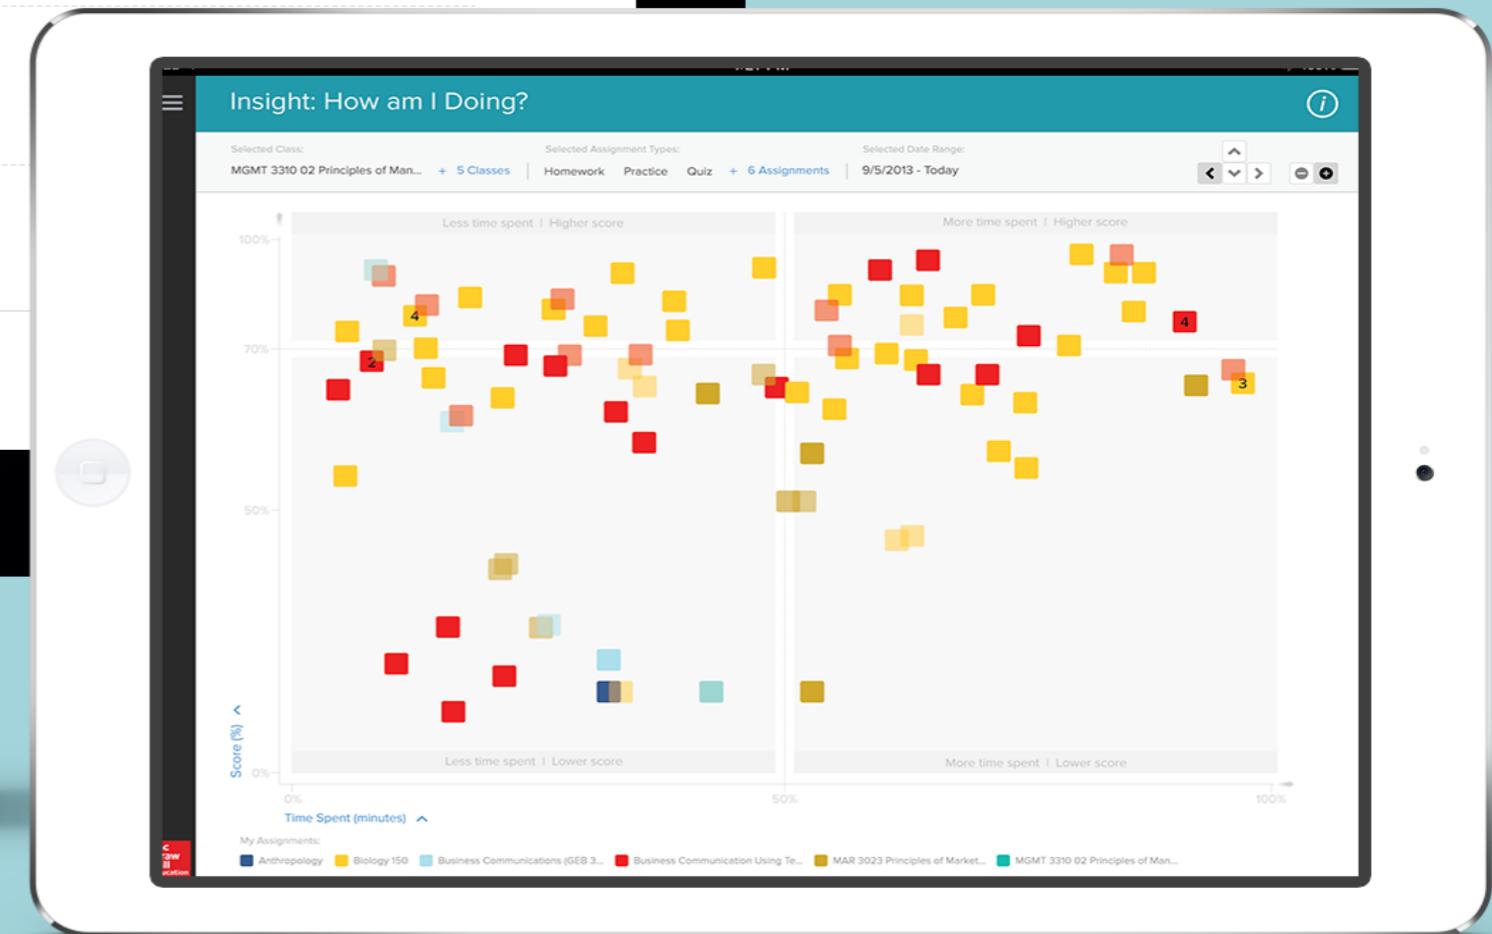 Insight: How am I Doing?
i
Selected Class:
Selected Assignment Types:
Selected Date Range:
MGMT 3310 02 Principles of Man... + 5 Classes
Homework Practice Quiz + 6 Assignments
9/5/2013 - Today
Less time spent | Higher score
More time spent | Higher score
100%
4
4
70%
2
3
50%
Score (%)
0%
Less time spent | Lower score
More time spent | Lower score
0%
50%
100%
Time Spent (minutes)
My Assignments:
Anthropology
Biology 150
Business Communications (GEB 3...
Business Communication Using Te...
MAR 3023 Principles of Market...
MGMT 3310 02 Principles of Man...